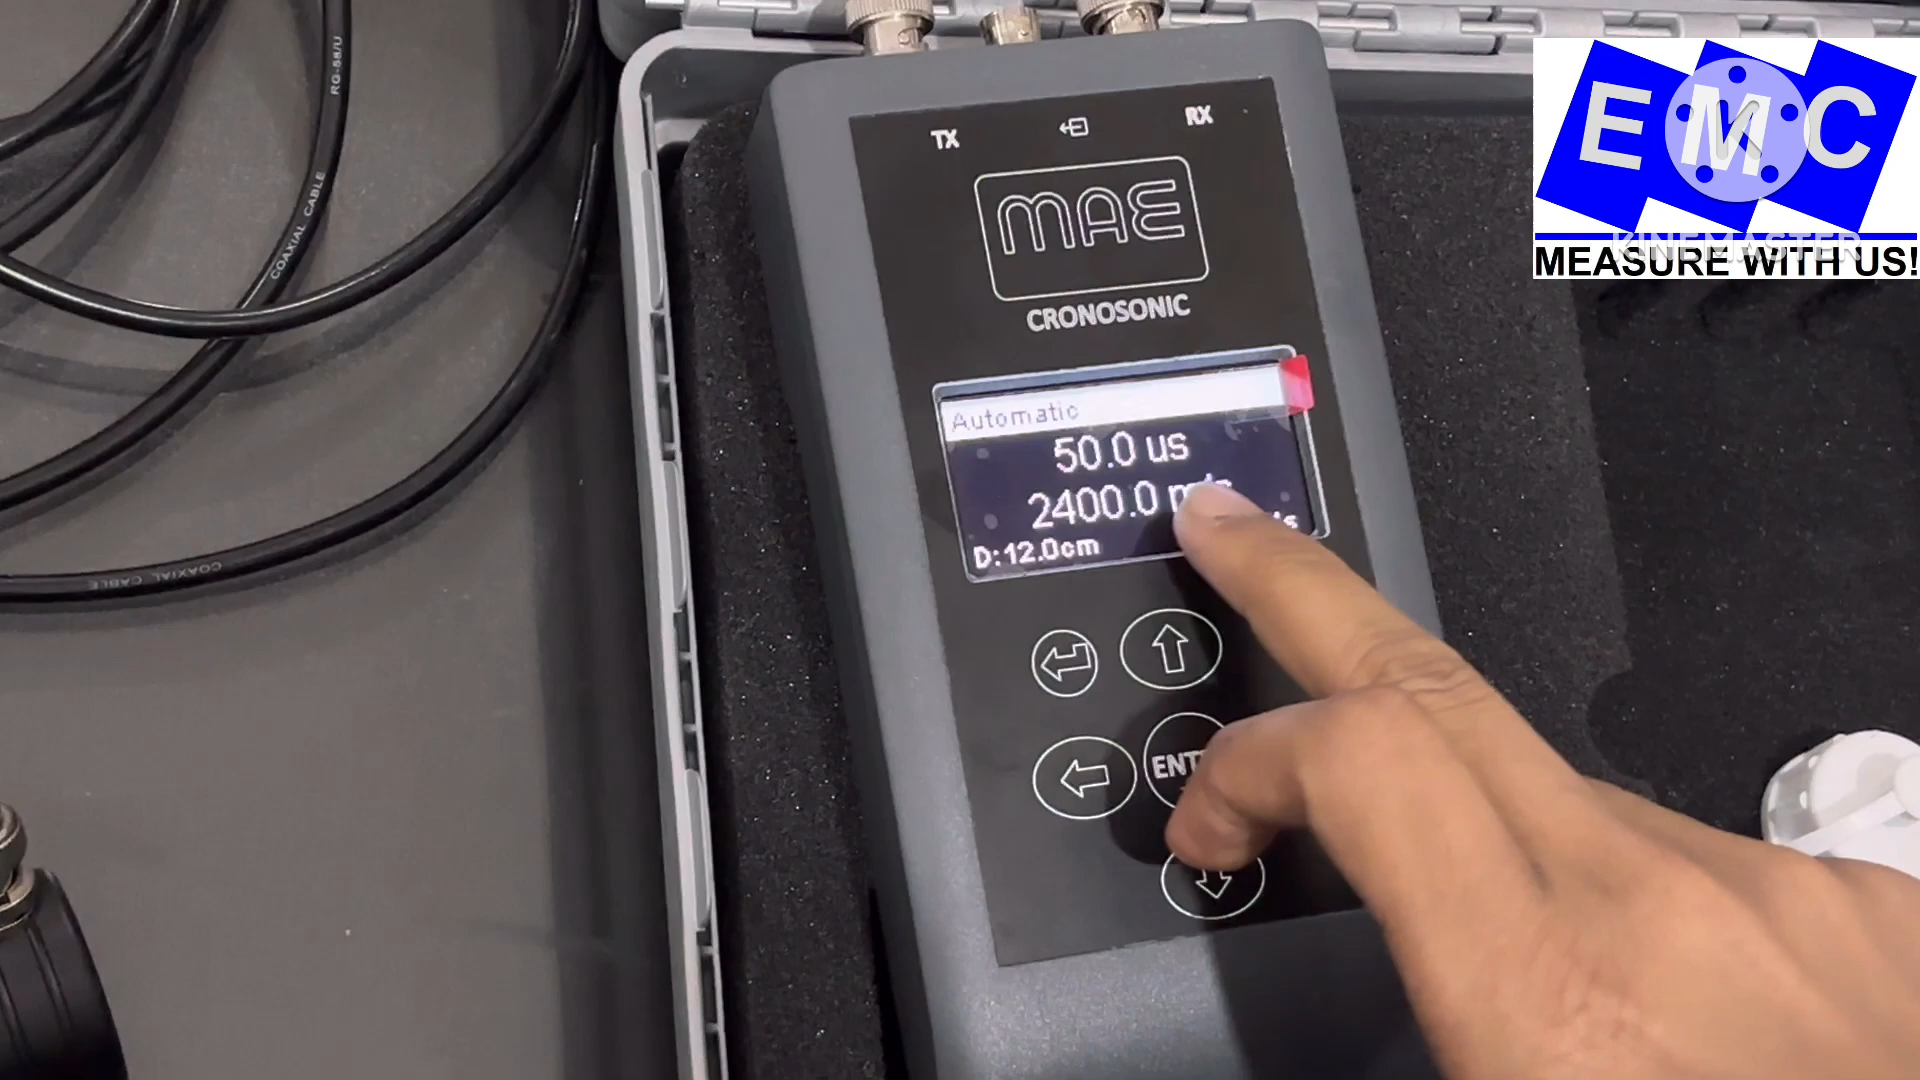 RG-58/U
COAXIAL CABLE
COAXIAL CABLE
TX
RX
MAE
CRONOSONIC
Automatic
50.0 us
2400.0
D:12.0cm
EMC
KINEMASTER
MEASURE WITH US!